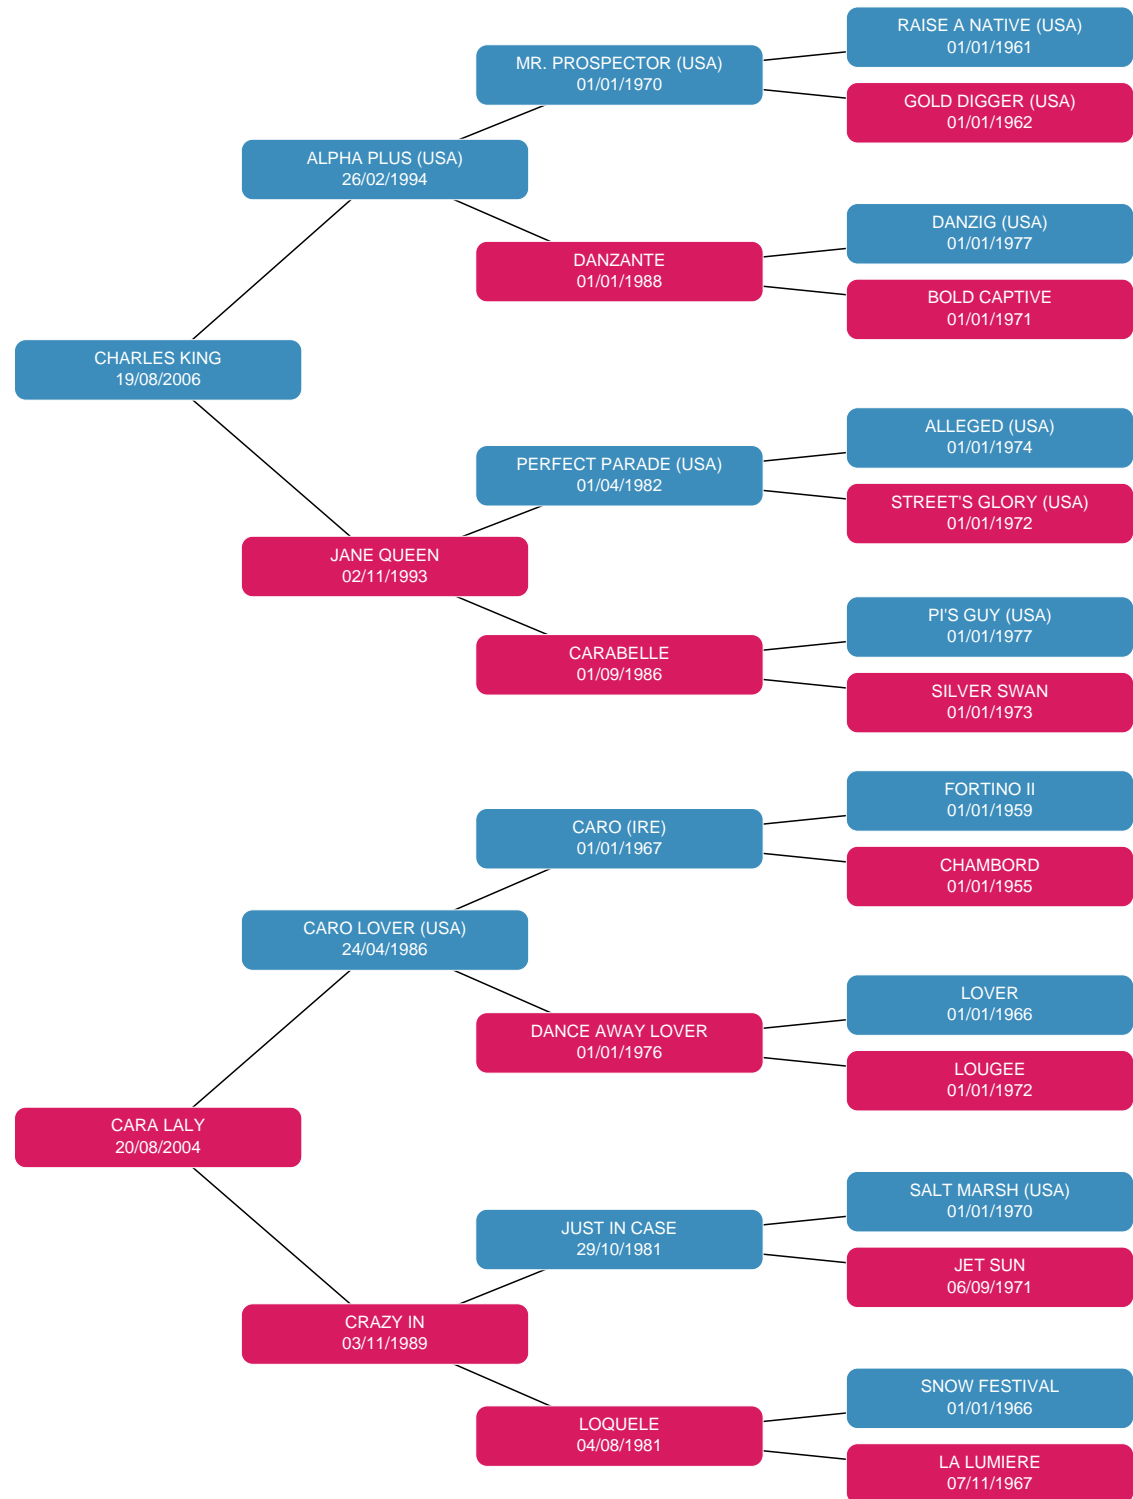 RAISE A NATIVE (USA)
01/01/1961
MR. PROSPECTOR (USA)
01/01/1970
GOLD DIGGER (USA)
01/01/1962
ALPHA PLUS (USA)
26/02/1994
DANZIG (USA)
01/01/1977
DANZANTE
01/01/1988
BOLD CAPTIVE
01/01/1971
CHARLES KING
19/08/2006
ALLEGED (USA)
01/01/1974
PERFECT PARADE (USA)
01/04/1982
STREET'S GLORY (USA)
01/01/1972
JANE QUEEN
02/11/1993
PI'S GUY (USA)
01/01/1977
CARABELLE
01/09/1986
SILVER SWAN
01/01/1973
FORTINO II
01/01/1959
CARO (IRE)
01/01/1967
CHAMBORD
01/01/1955
CARO LOVER (USA)
24/04/1986
LOVER
01/01/1966
DANCE AWAY LOVER
01/01/1976
LOUGEE
01/01/1972
CARA LALY
20/08/2004
SALT MARSH (USA)
01/01/1970
JUST IN CASE
29/10/1981
JET SUN
06/09/1971
CRAZY IN
03/11/1989
SNOW FESTIVAL
01/01/1966
LOQUELE
04/08/1981
LA LUMIERE
07/11/1967